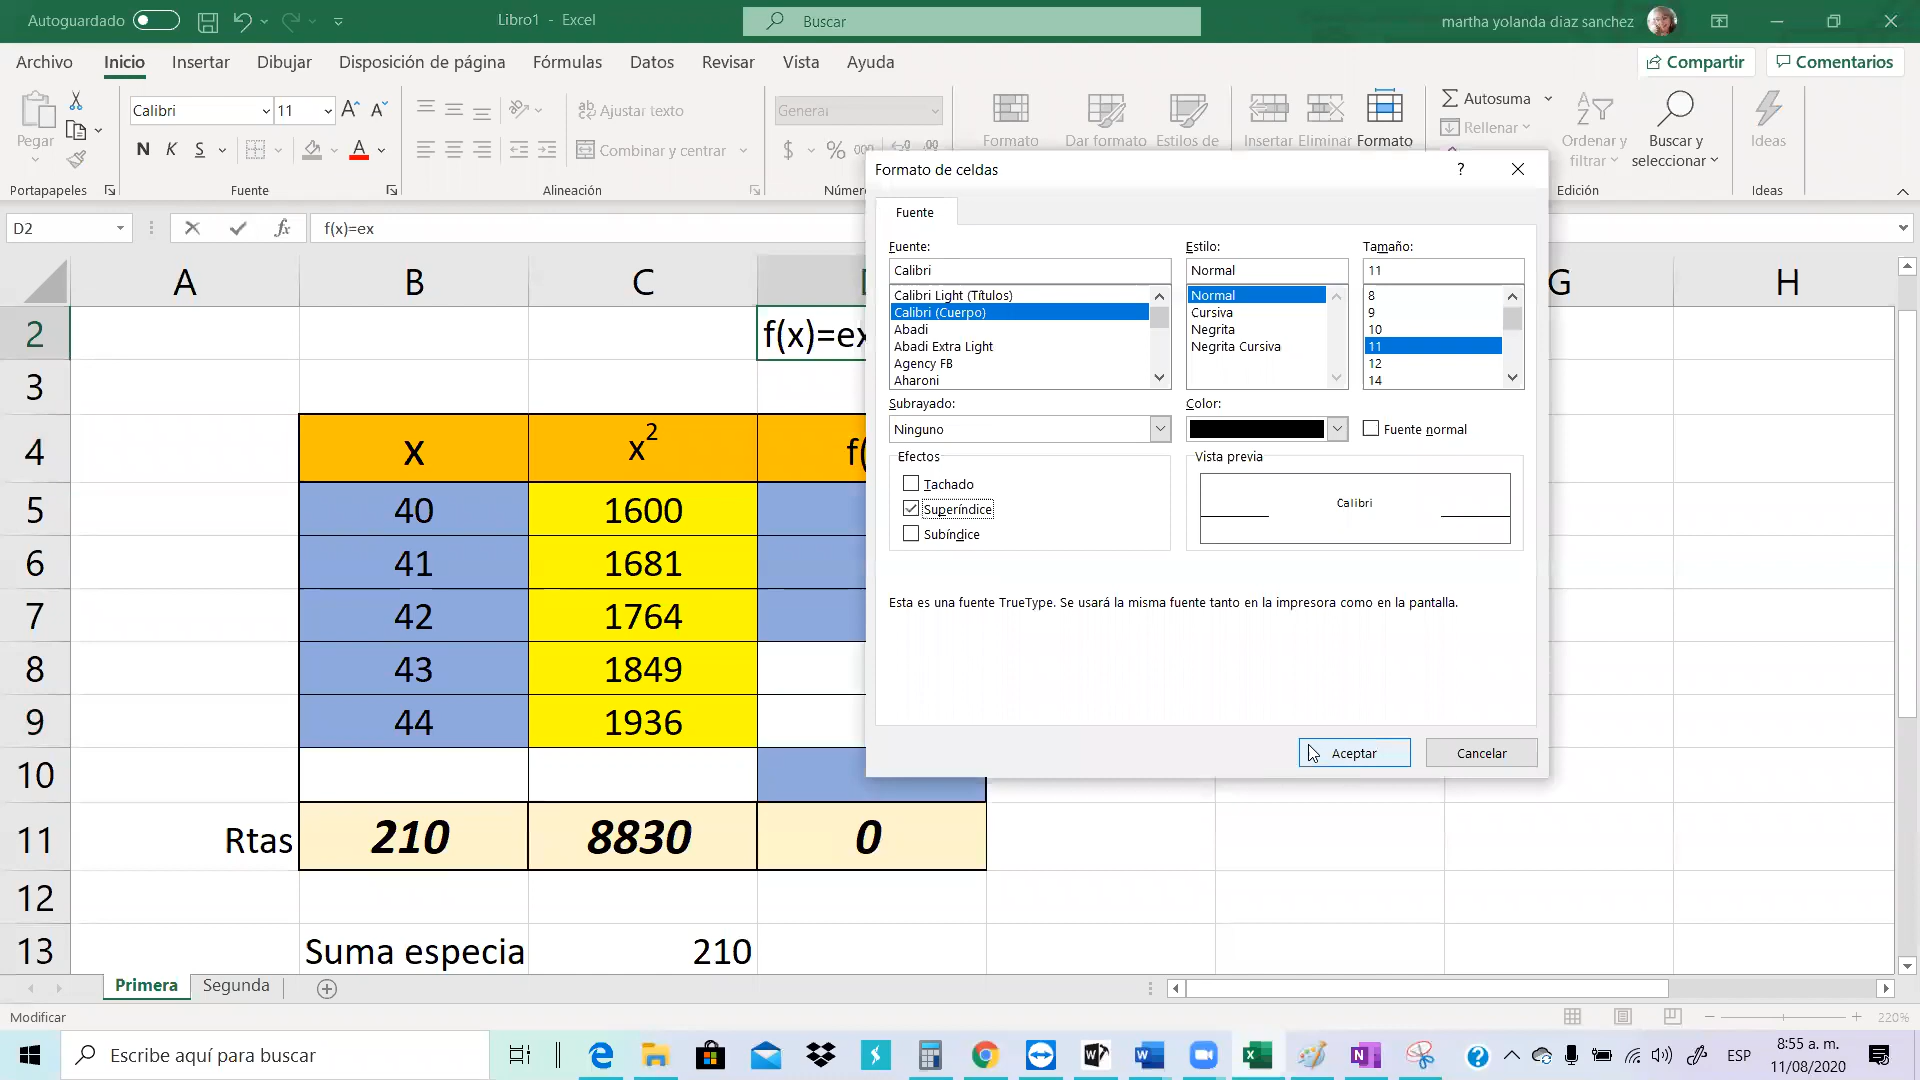 Autoguardado
Libro1 - Excel
Buscar
martha yolanda diaz sanchez
Archivo Inicio Insertar Dibujar Disposición de página Fórmulas Datos Revisar Vista Ayuda
Compartir Comentarios
Pegar
Calibri 11
N K S
Ajustar texto
Combinar y centrar
General
$ % 000
Formato Dar formato Estilos de
Insertar Eliminar Formato
Autosuma
Rellenar
Ordenar y filtrar
Buscar y seleccionar
Ideas
Portapapeles Fuente Alineación Númer Edición Ideas
D2
f(x)=ex
Formato de celdas
Fuente
Fuente: Estilo: Tamaño:
Calibri Normal 11
Calibri Light (Títulos) Normal 8
Calibri (Cuerpo) Cursiva 9
Abadi Negrita 10
Abadi Extra Light Negrita Cursiva 11
Agency FB 12
Aharoni 14
Subrayado: Color:
Ninguno
Fuente normal
Efectos Vista previa
Tachado
Superíndice
Subíndice
Calibri
Esta es una fuente TrueType. Se usará la misma fuente tanto en la impresora como en la pantalla.
Aceptar Cancelar
A B C G H
2 f(x)=ex
3
4 x x2 f(
5 40 1600
6 41 1681
7 42 1764
8 43 1849
9 44 1936
10
11 Rtas 210 8830 0
12
13 Suma especia 210
Primera Segunda
Modificar
220%
Escribe aquí para buscar
ESP
8:55 a. m.
11/08/2020